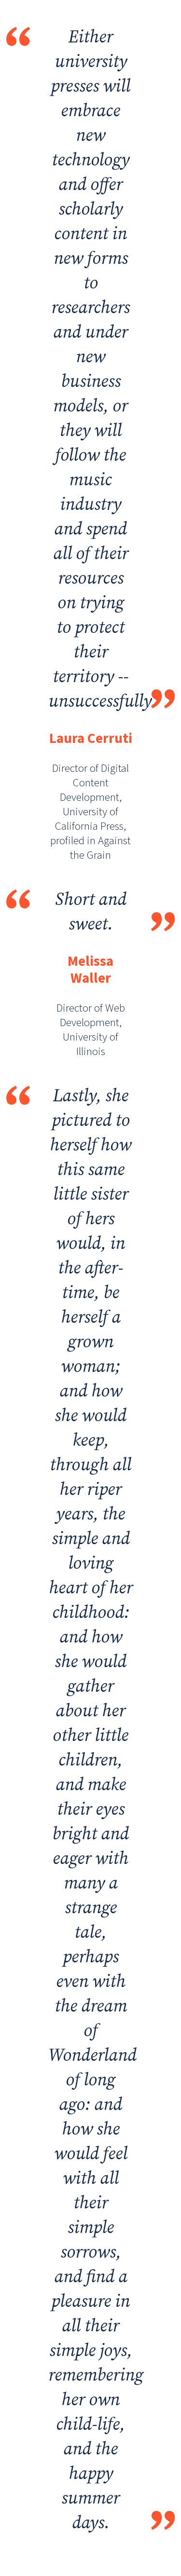 “ Either
university
presses will
embrace
new
technology
and offer
scholarly
content in
new forms
to
researchers
and under
new
business
models, or
they will
follow the
music
industry
and spend
all of their
resources
on trying
to protect
their
territory --
unsuccessfully ”
Laura Cerruti
Director of Digital
Content
Development,
University of
California Press,
profiled in Against
the Grain
“ Short and
sweet. ”
Melissa
Waller
Director of Web
Development,
University of
Illinois
“ Lastly, she
pictured to
herself how
this same
little sister
of hers
would, in
the after-
time, be
herself a
grown
woman;
and how
she would
keep,
through all
her riper
years, the
simple and
loving
heart of her
childhood:
and how
she would
gather
about her
other little
children,
and make
their eyes
bright and
eager with
many a
strange
tale,
perhaps
even with
the dream
of
Wonderland
of long
ago: and
how she
would feel
with all
their
simple
sorrows,
and find a
pleasure in
all their
simple joys,
remembering
her own
child-life,
and the
happy
summer
days. ”